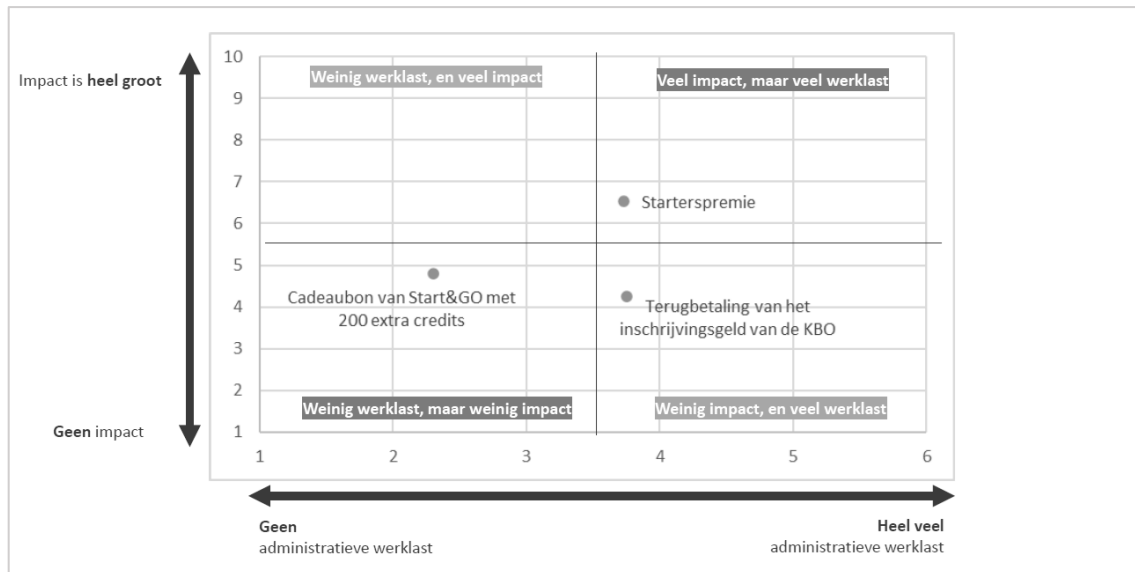 Impact is heel groot
Geen impact
10
9
8
7
6
5
4
3
2
1
Weinig werklast, en veel impact
Veel impact, maar veel werklast
Starterspremie
Cadeaubon van Start&GO met
200 extra credits
Terugbetaling van het
inschrijvingsgeld van de KBO
Weinig werklast, maar weinig impact
Weinig impact, en veel werklast
1
2
3
4
5
6
Geen
administratieve werklast
Heel veel
administratieve werklast